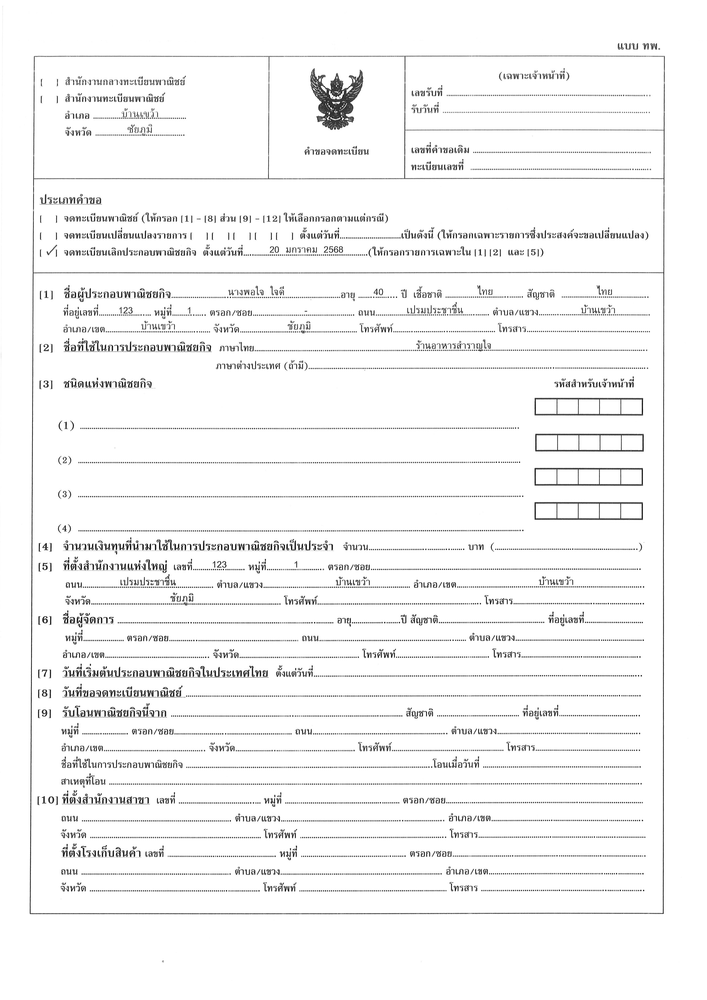 แบบ ทพ.
[ ] สำนักงานกลางทะเบียนพาณิชย์
[ ] สำนักงานทะเบียนพาณิชย์
อำเภอ ........บ้านเขว้า........
จังหวัด ........ชัยภูมิ........
คำขอจดทะเบียน
(เฉพาะเจ้าหน้าที่)
เลขรับที่ ................
รับวันที่ ................
เลขที่คำขอเดิม ................
ทะเบียนเลขที่ ................
ประเภทคำขอ
[ ] จดทะเบียนพาณิชย์ (ให้กรอก [1] - [8] ส่วน [9] - [12] ให้เลือกกรอกตามแต่กรณี)
[ ] จดทะเบียนเปลี่ยนแปลงรายการ [ ] [ ] [ ] [ ] [ ] ตั้งแต่วันที่................เป็นดังนี้ (ให้กรอกเฉพาะรายการซึ่งประสงค์จะขอเปลี่ยนแปลง)
[ ✓ ] จดทะเบียนเลิกประกอบพาณิชยกิจ ตั้งแต่วันที่........20 มกราคม 2568........(ให้กรอกรายการเฉพาะใน [1] [2] และ [5])
[1] ชื่อผู้ประกอบพาณิชยกิจ........นางพอใจ ใจดี........อายุ ....40.... ปี เชื้อชาติ ........ไทย........ สัญชาติ ........ไทย........
ที่อยู่เลขที่....123.... หมู่ที่....1.... ตรอก/ซอย........-........ ถนน........เปรมประชาชื่น........ ตำบล/แขวง........บ้านเขว้า........
อำเภอ/เขต........บ้านเขว้า........ จังหวัด........ชัยภูมิ........ โทรศัพท์................ โทรสาร................
[2] ชื่อที่ใช้ในการประกอบพาณิชยกิจ ภาษาไทย........ร้านอาหารสำราญใจ........
ภาษาต่างประเทศ (ถ้ามี)................
[3] ชนิดแห่งพาณิชยกิจ รหัสสำหรับเจ้าหน้าที่
(1) ................
(2) ................
(3) ................
(4) ................
[4] จำนวนเงินทุนที่นำมาใช้ในการประกอบพาณิชยกิจเป็นประจำ จำนวน................ บาท (................)
[5] ที่ตั้งสำนักงานแห่งใหญ่ เลขที่....123.... หมู่ที่....1.... ตรอก/ซอย................
ถนน........เปรมประชาชื่น........ ตำบล/แขวง........บ้านเขว้า........ อำเภอ/เขต........บ้านเขว้า........
จังหวัด........ชัยภูมิ........ โทรศัพท์................ โทรสาร................
[6] ชื่อผู้จัดการ ................ อายุ................ปี สัญชาติ................ ที่อยู่เลขที่................
หมู่ที่................ ตรอก/ซอย................ ถนน................ ตำบล/แขวง................
อำเภอ/เขต................ จังหวัด................ โทรศัพท์................ โทรสาร................
[7] วันที่เริ่มต้นประกอบพาณิชยกิจในประเทศไทย ตั้งแต่วันที่................
[8] วันที่ขอจดทะเบียนพาณิชย์ ................
[9] รับโอนพาณิชยกิจนี้จาก ................ สัญชาติ ................ ที่อยู่เลขที่................
หมู่ที่ ................ ตรอก/ซอย................ ถนน................ ตำบล/แขวง................
อำเภอ/เขต................ จังหวัด................ โทรศัพท์................ โทรสาร................
ชื่อที่ใช้ในการประกอบพาณิชยกิจ ................โอนเมื่อวันที่ ................
สาเหตุที่โอน ................
[10] ที่ตั้งสำนักงานสาขา เลขที่ ................ หมู่ที่ ................ ตรอก/ซอย................
ถนน ................ ตำบล/แขวง................ อำเภอ/เขต................
จังหวัด ................ โทรศัพท์ ................ โทรสาร................
ที่ตั้งโรงเก็บสินค้า เลขที่ ................ หมู่ที่ ................ ตรอก/ซอย................
ถนน ................ ตำบล/แขวง................ อำเภอ/เขต................
จังหวัด ................ โทรศัพท์ ................ โทรสาร ................